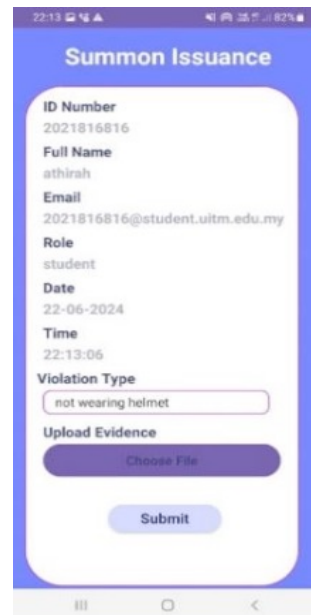 22:13
82%
Summon Issuance
ID Number
2021816816
Full Name
athirah
Email
2021816816@student.uitm.edu.my
Role
student
Date
22-06-2024
Time
22:13:06
Violation Type
not wearing helmet
Upload Evidence
Choose File
Submit